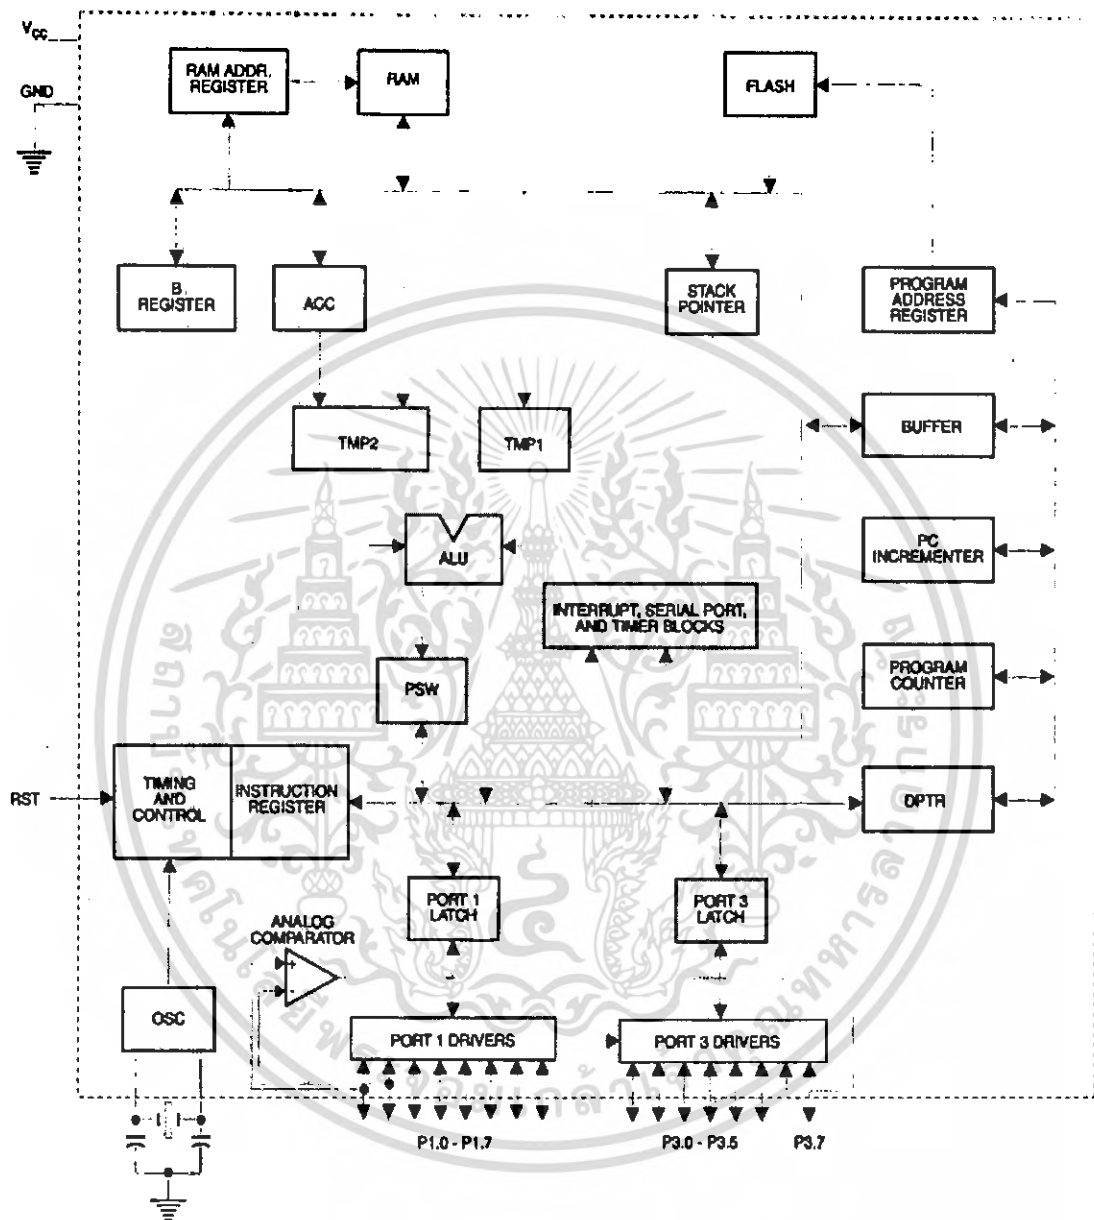 VCC
GND
RAM ADDR.
REGISTER
RAM
FLASH
B.
REGISTER
ACC
STACK
POINTER
PROGRAM
ADDRESS
REGISTER
TMP2
TMP1
BUFFER
ALU
PC
INCREMENTER
INTERRUPT, SERIAL PORT,
AND TIMER BLOCKS
PSW
PROGRAM
COUNTER
RST
TIMING
AND
CONTROL
INSTRUCTION
REGISTER
DPTR
PORT 1
LATCH
PORT 3
LATCH
ANALOG
COMPARATOR
+
-
OSC
PORT 1 DRIVERS
PORT 3 DRIVERS
P1.0 - P1.7
P3.0 - P3.5
P3.7